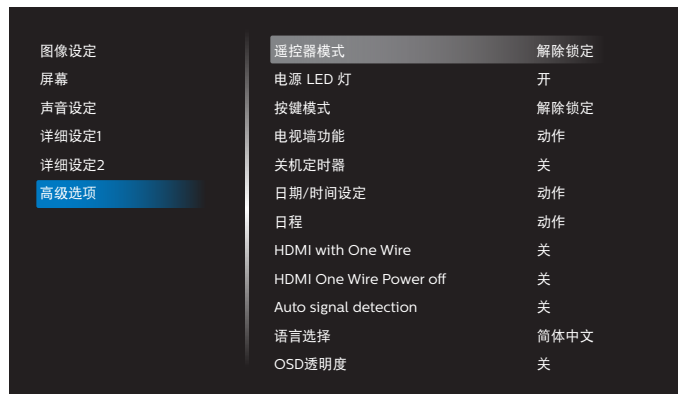 图像设定
屏幕
声音设定
详细设定1
详细设定2
高级选项
遥控器模式 解除锁定
电源 LED 灯 开
按键模式 解除锁定
电视墙功能 动作
关机定时器 关
日期/时间设定 动作
日程 动作
HDMI with One Wire 关
HDMI One Wire Power off 关
Auto signal detection 关
语言选择 简体中文
OSD透明度 关